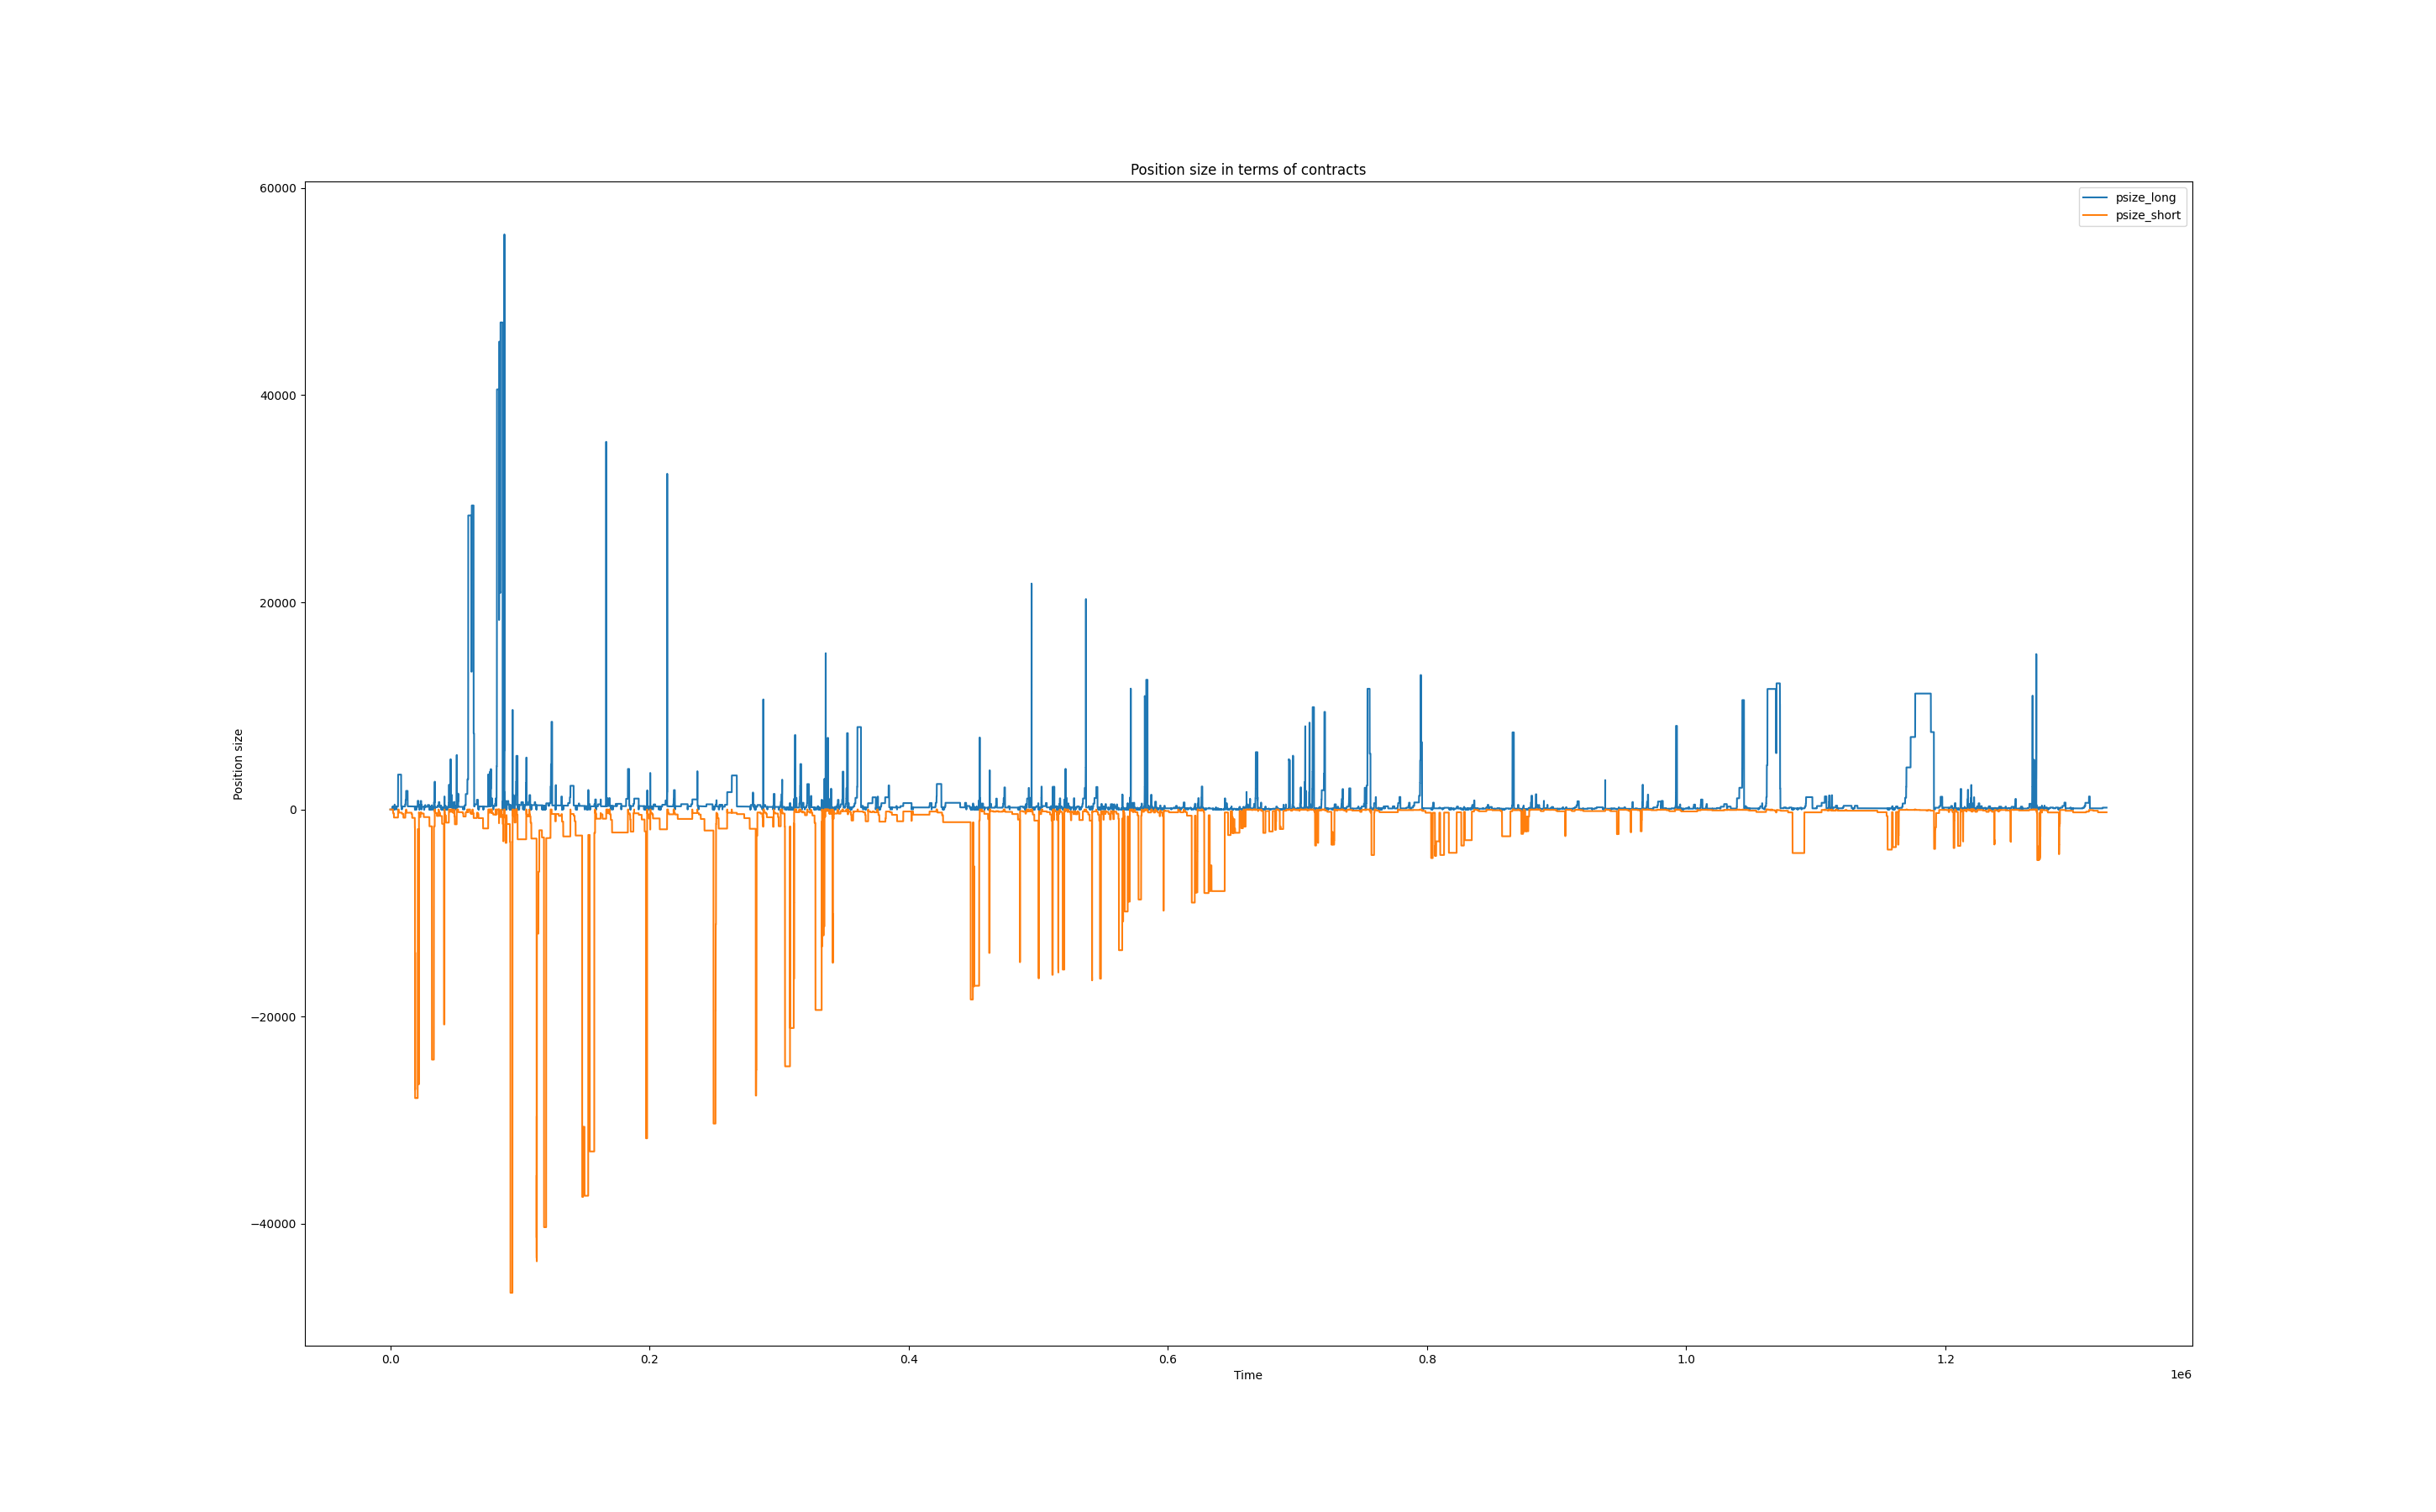 Position size in terms of contracts
psize_long
psize_short
60000
40000
20000
0
−20000
−40000
Position size
0.0 0.2 0.4 0.6 0.8 1.0 1.2
1e6
Time